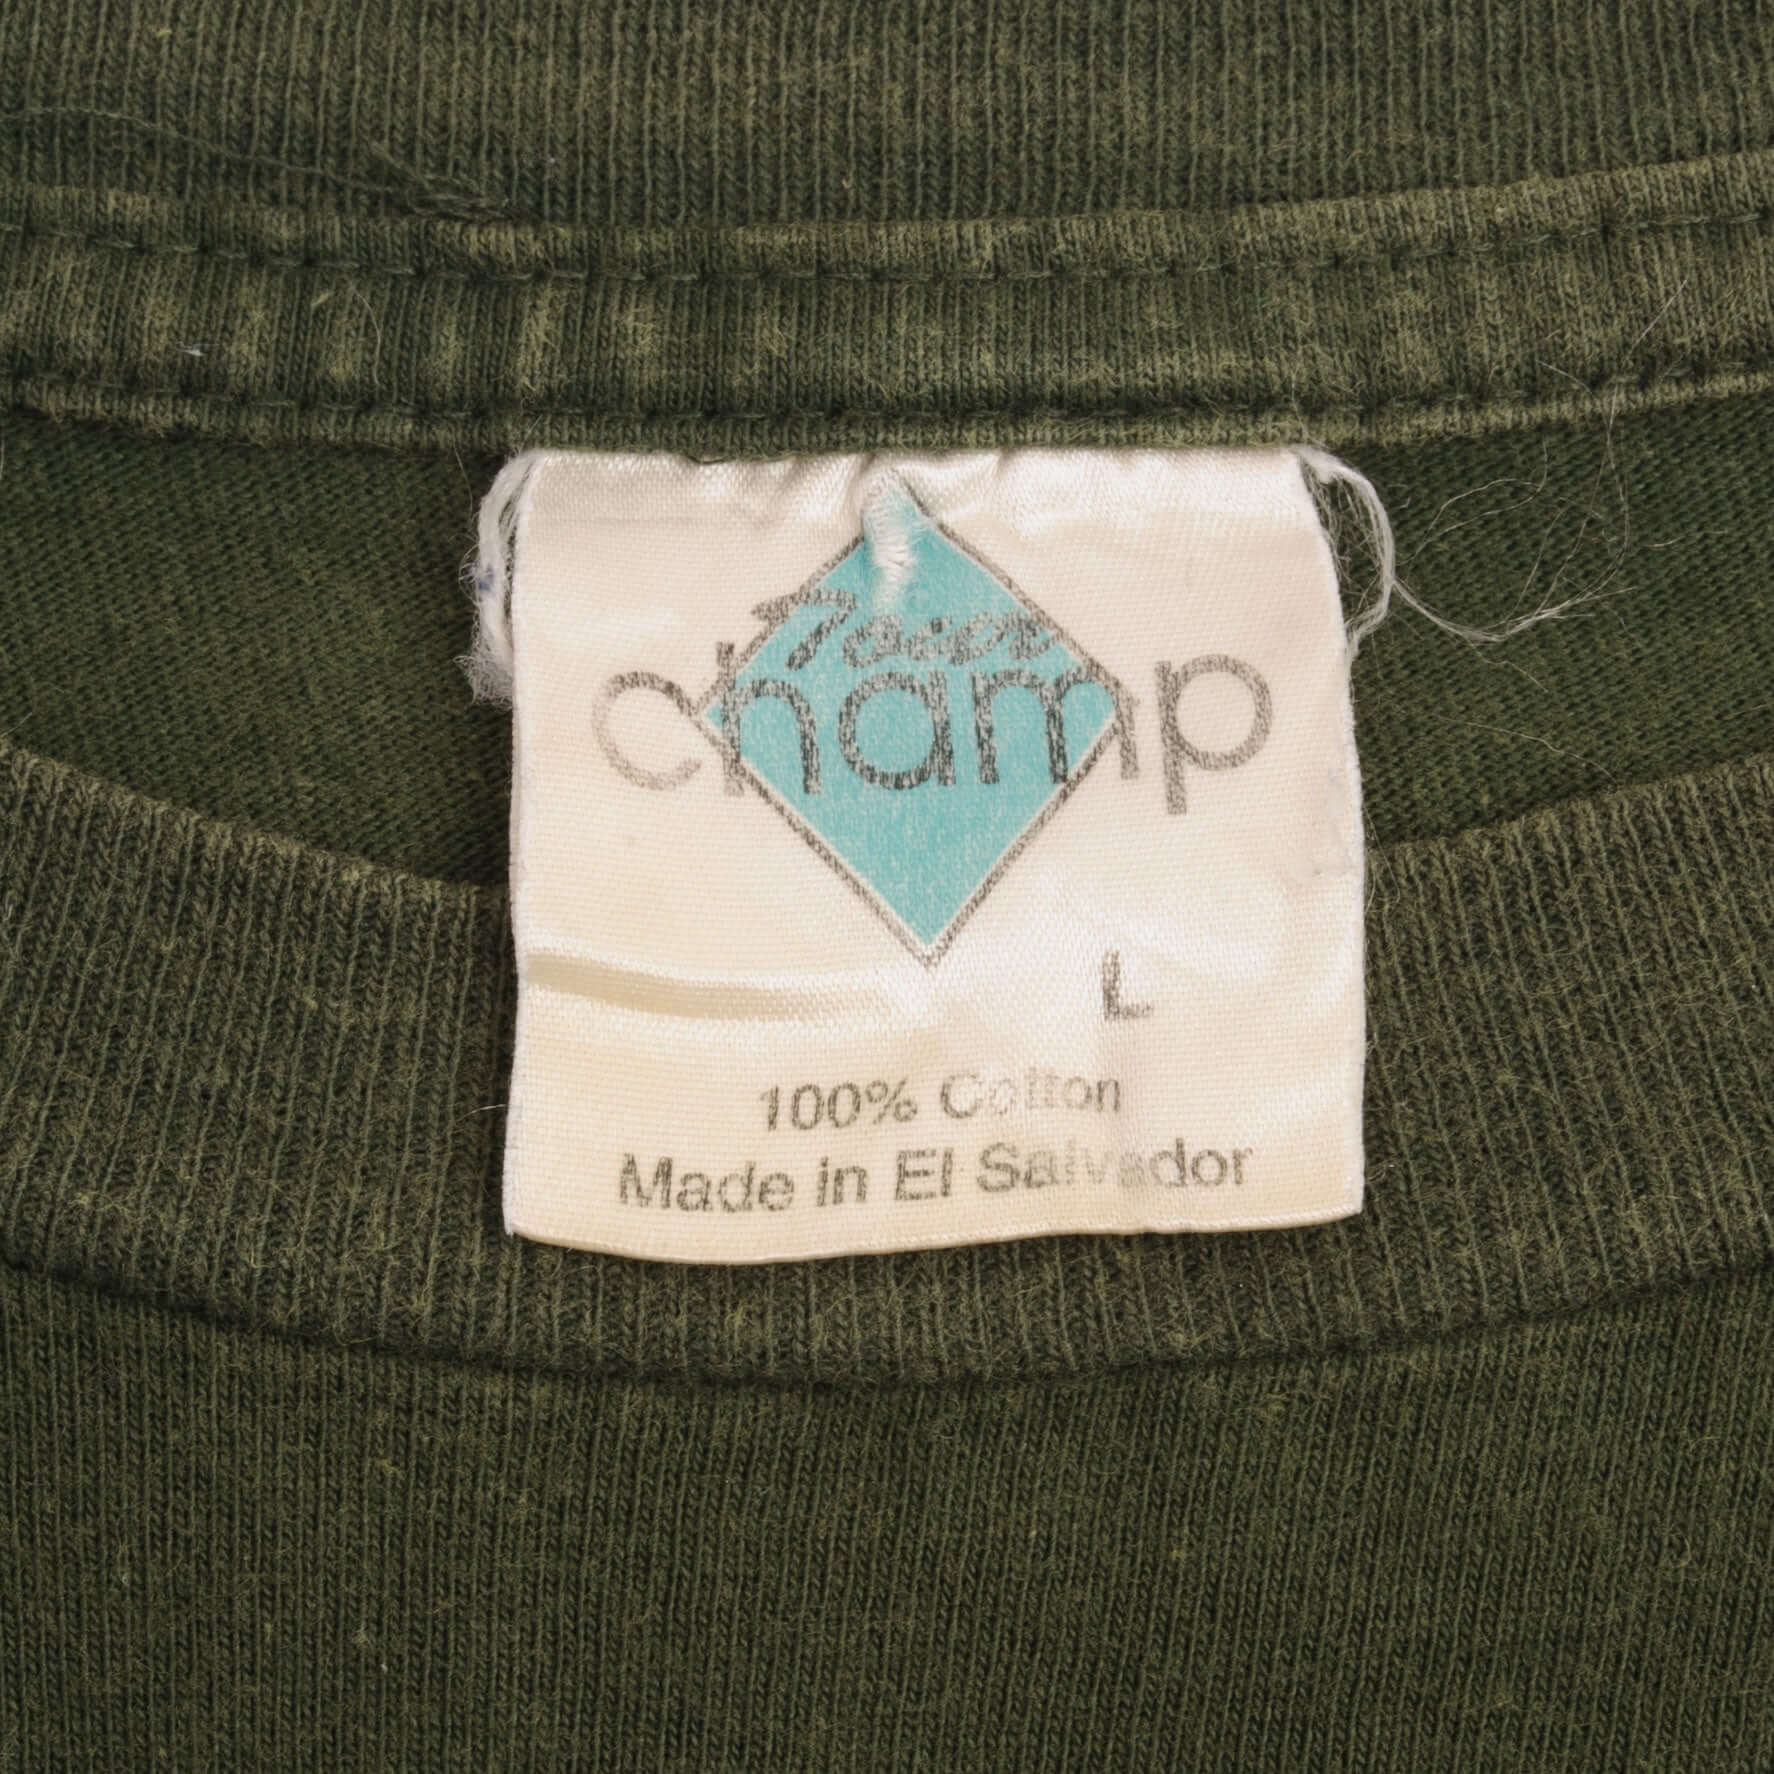 champ
L
100% Cotton
Made in El Salvador